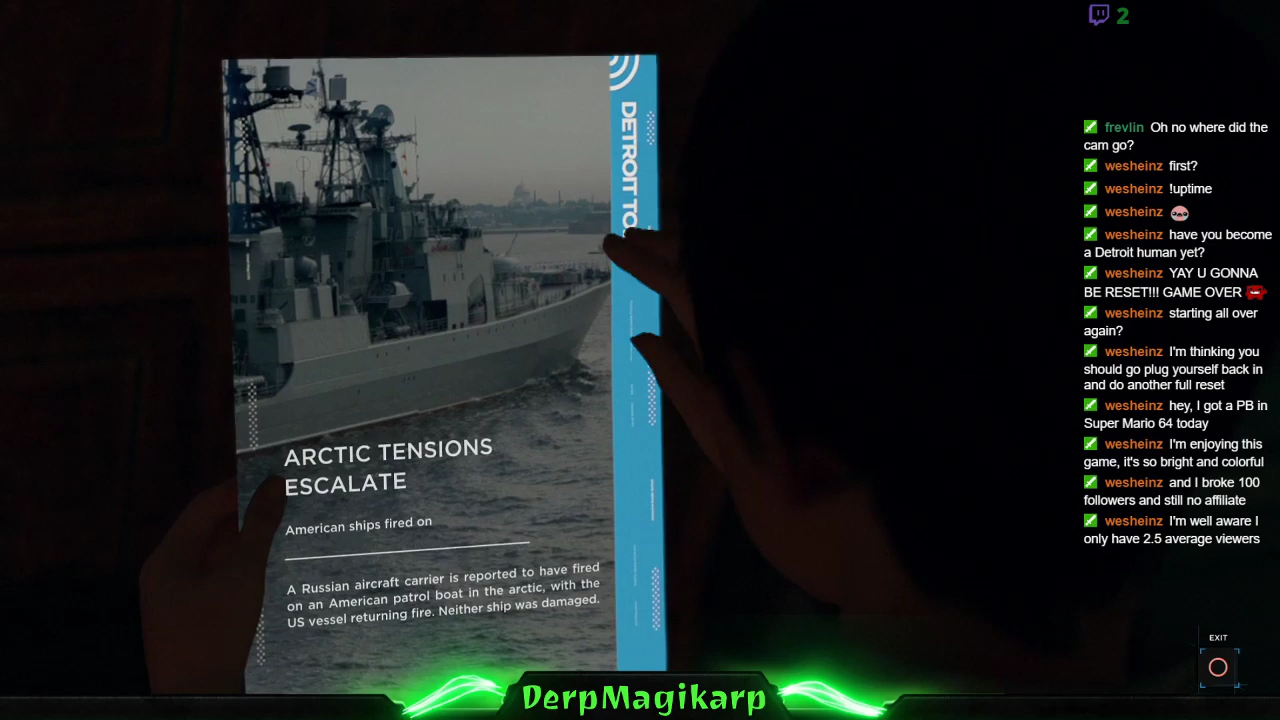 2
DETROIT TO
ARCTIC TENSIONS
ESCALATE
American ships fired on
A Russian aircraft carrier is reported to have fired
on an American patrol boat in the arctic, with the
US vessel returning fire. Neither ship was damaged.
frevlin Oh no where did the
cam go?
wesheinz first?
wesheinz !uptime
wesheinz
wesheinz have you become
a Detroit human yet?
wesheinz YAY U GONNA
BE RESET!!! GAME OVER
wesheinz starting all over
again?
wesheinz I'm thinking you
should go plug yourself back in
and do another full reset
wesheinz hey, I got a PB in
Super Mario 64 today
wesheinz I'm enjoying this
game, it's so bright and colorful
wesheinz and I broke 100
followers and still no affiliate
wesheinz I'm well aware I
only have 2.5 average viewers
EXIT
DerpMagikarp